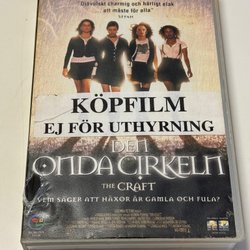 Djävulskt charmig och härligt elak
att måste för alla"
KÖPFILM
EJ FÖR UTHYRNING
DEN
ONDA CIRKELN
THE CRAFT
VEM SÄGER ATT HÄXOR ÄR GAMLA OCH FULA?